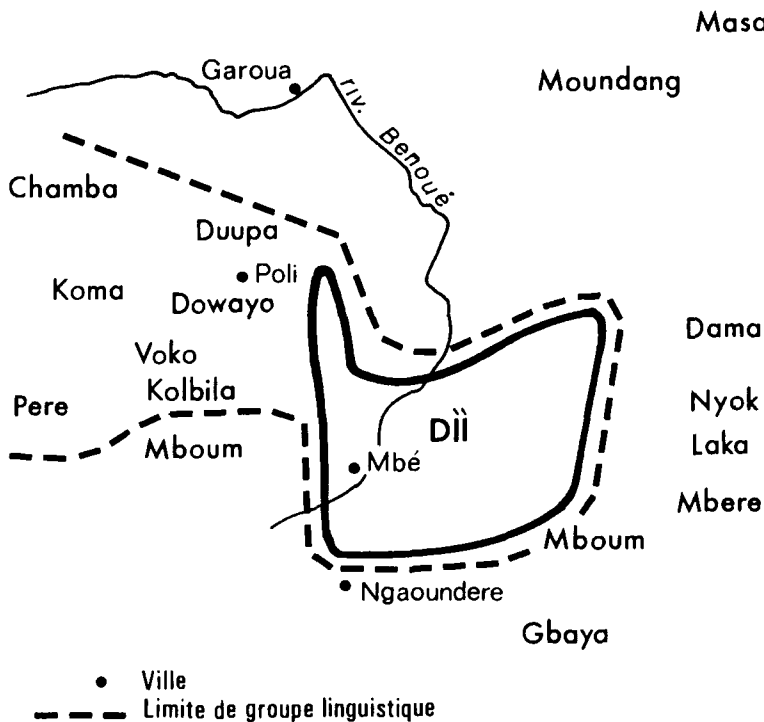 Masa
Garoua
Moundang
riv. Benoué
Chamba
Duupa
Poli
Koma
Dowayo
Dama
Voko
Kolbila
Pere
Nyok
Dìì
Mboum
Laka
Mbé
Mbere
Mboum
Ngaoundere
Gbaya
Ville
Limite de groupe linguistique